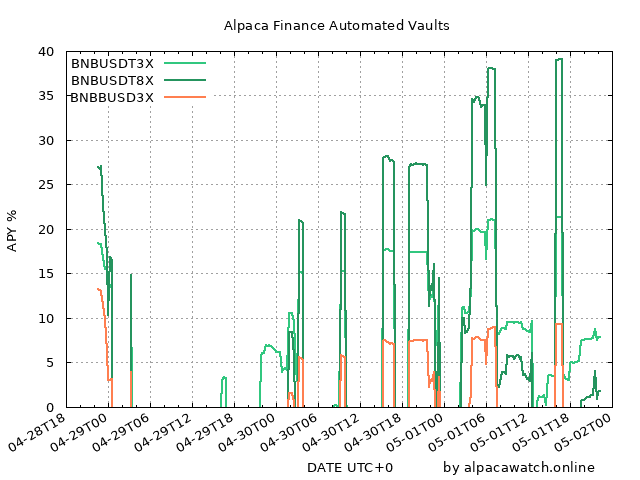 Alpaca Finance Automated Vaults
40
35
30
25
20
15
10
5
0
APY %
BNBUSDT3X
BNBUSDT8X
BNBBUSD3X
04-28T18
04-29T00
04-29T06
04-29T12
04-29T18
04-30T00
04-30T06
04-30T12
04-30T18
05-01T00
05-01T06
05-01T12
05-01T18
05-02T00
DATE UTC+0
by alpacawatch.online